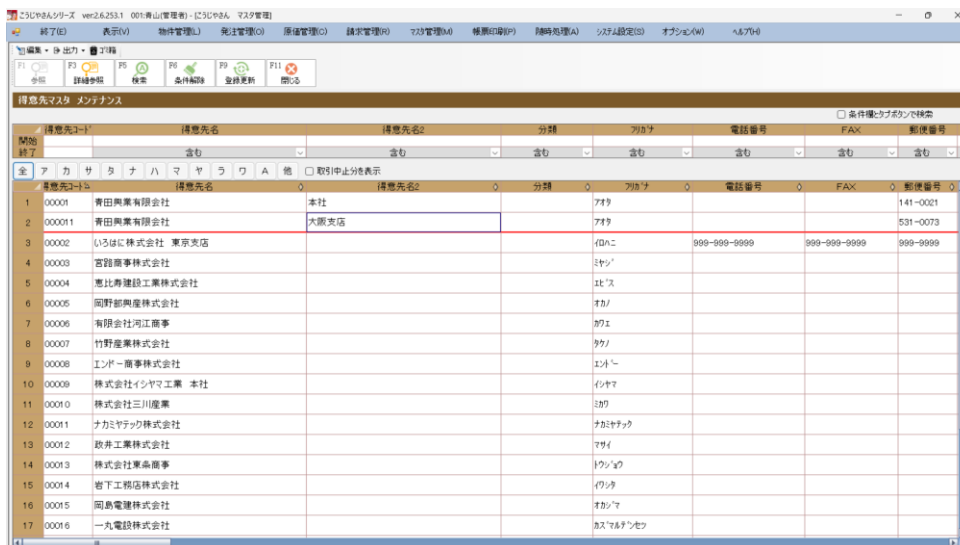 こうじやさんシリーズ ver.2.6.253.1 001:青山(管理者) - [こうじやさん マスタ管理]
終了(E) 表示(V) 物件管理(L) 発注管理(O) 原価管理(C) 請求管理(R) マスタ管理(M) 帳票印刷(P) 随時処理(A) システム設定(S) オプション(W) ヘルプ(H)
編集 出力 ゴミ箱
F1 F3 F5 F8 F9 F11
参照 詳細参照 検索 条件解除 登録更新 閉じる
得意先マスタ メンテナンス
条件欄とタブボタンで検索
得意先コード 得意先名 得意先名2 分類 フリガナ 電話番号 FAX 郵便番号
開始
終了 含む 含む 含む 含む 含む 含む 含む
全 ア カ サ タ ナ ハ マ ヤ ラ ワ A 他 取引中止分を表示
得意先コード 得意先名 得意先名2 分類 フリガナ 電話番号 FAX 郵便番号
1 00001 青田興業有限会社 本社 アオタ 141-0021
2 000011 青田興業有限会社 大阪支店 アオタ 531-0073
3 00002 いろはに株式会社 東京支店 イロハニ 999-999-9999 999-999-9999 999-9999
4 00003 宮路商事株式会社 ミヤジ
5 00004 恵比寿建設工業株式会社 エビス
6 00005 岡野部興産株式会社 オカノ
7 00006 有限会社河江商事 カワエ
8 00007 竹野産業株式会社 タケノ
9 00008 エンドー商事株式会社 エンドー
10 00009 株式会社イシヤマ工業 本社 イシヤマ
11 00010 株式会社三川産業 ミカワ
12 00011 ナカミヤテック株式会社 ナカミヤテック
13 00012 政井工業株式会社 マサイ
14 00013 株式会社東条商事 トウジョウ
15 00014 岩下工務店株式会社 イワシタ
16 00015 岡島電建株式会社 オカジマ
17 00016 一丸電設株式会社 カズマルデンセツ